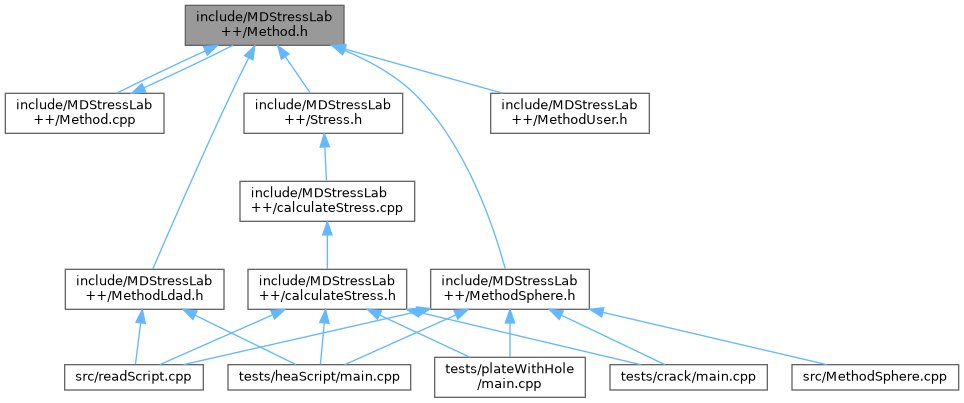 include/MDStressLab
++/Method.h
include/MDStressLab
++/Method.cpp
include/MDStressLab
++/Stress.h
include/MDStressLab
++/MethodUser.h
include/MDStressLab
++/calculateStress.cpp
include/MDStressLab
++/MethodLdad.h
include/MDStressLab
++/calculateStress.h
include/MDStressLab
++/MethodSphere.h
src/readScript.cpp
tests/heaScript/main.cpp
tests/plateWithHole
/main.cpp
tests/crack/main.cpp
src/MethodSphere.cpp